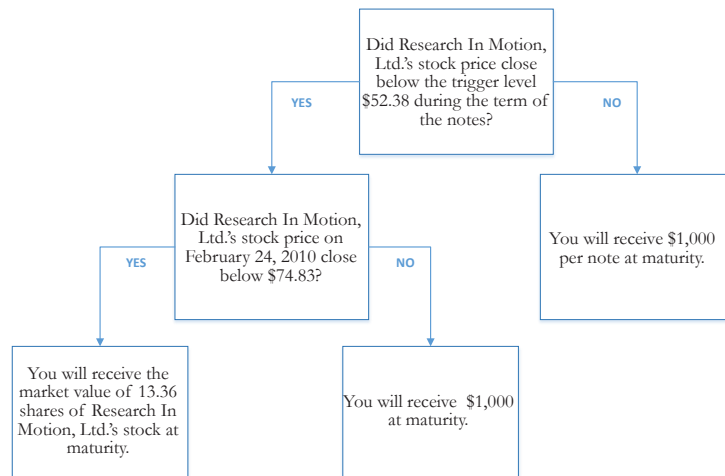 Did Research In Motion,
Ltd.'s stock price close
below the trigger level
$52.38 during the term of
the notes?
YES
NO
Did Research In Motion,
Ltd.'s stock price on
February 24, 2010 close
below $74.83?
You will receive $1,000
per note at maturity.
YES
NO
You will receive the
market value of 13.36
shares of Research In
Motion, Ltd.'s stock at
maturity.
You will receive $1,000
at maturity.